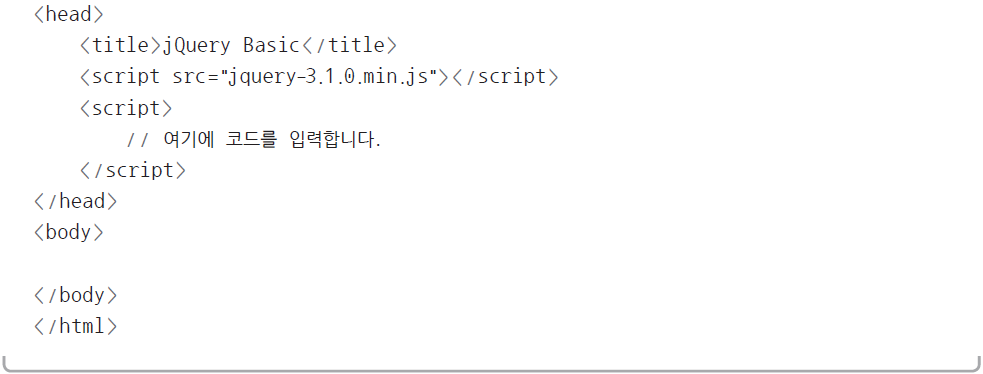 <head>
    <title>jQuery Basic</title>
    <script src="jquery-3.1.0.min.js"></script>
    <script>
        // 여기에 코드를 입력합니다.
    </script>
</head>
<body>

</body>
</html>